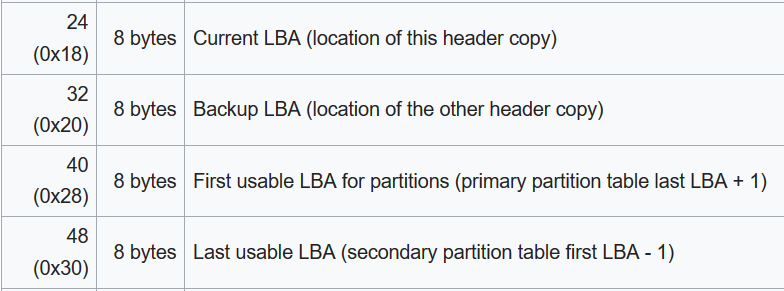 24
(0x18) 8 bytes Current LBA (location of this header copy)
32
(0x20) 8 bytes Backup LBA (location of the other header copy)
40
(0x28) 8 bytes First usable LBA for partitions (primary partition table last LBA + 1)
48
(0x30) 8 bytes Last usable LBA (secondary partition table first LBA - 1)